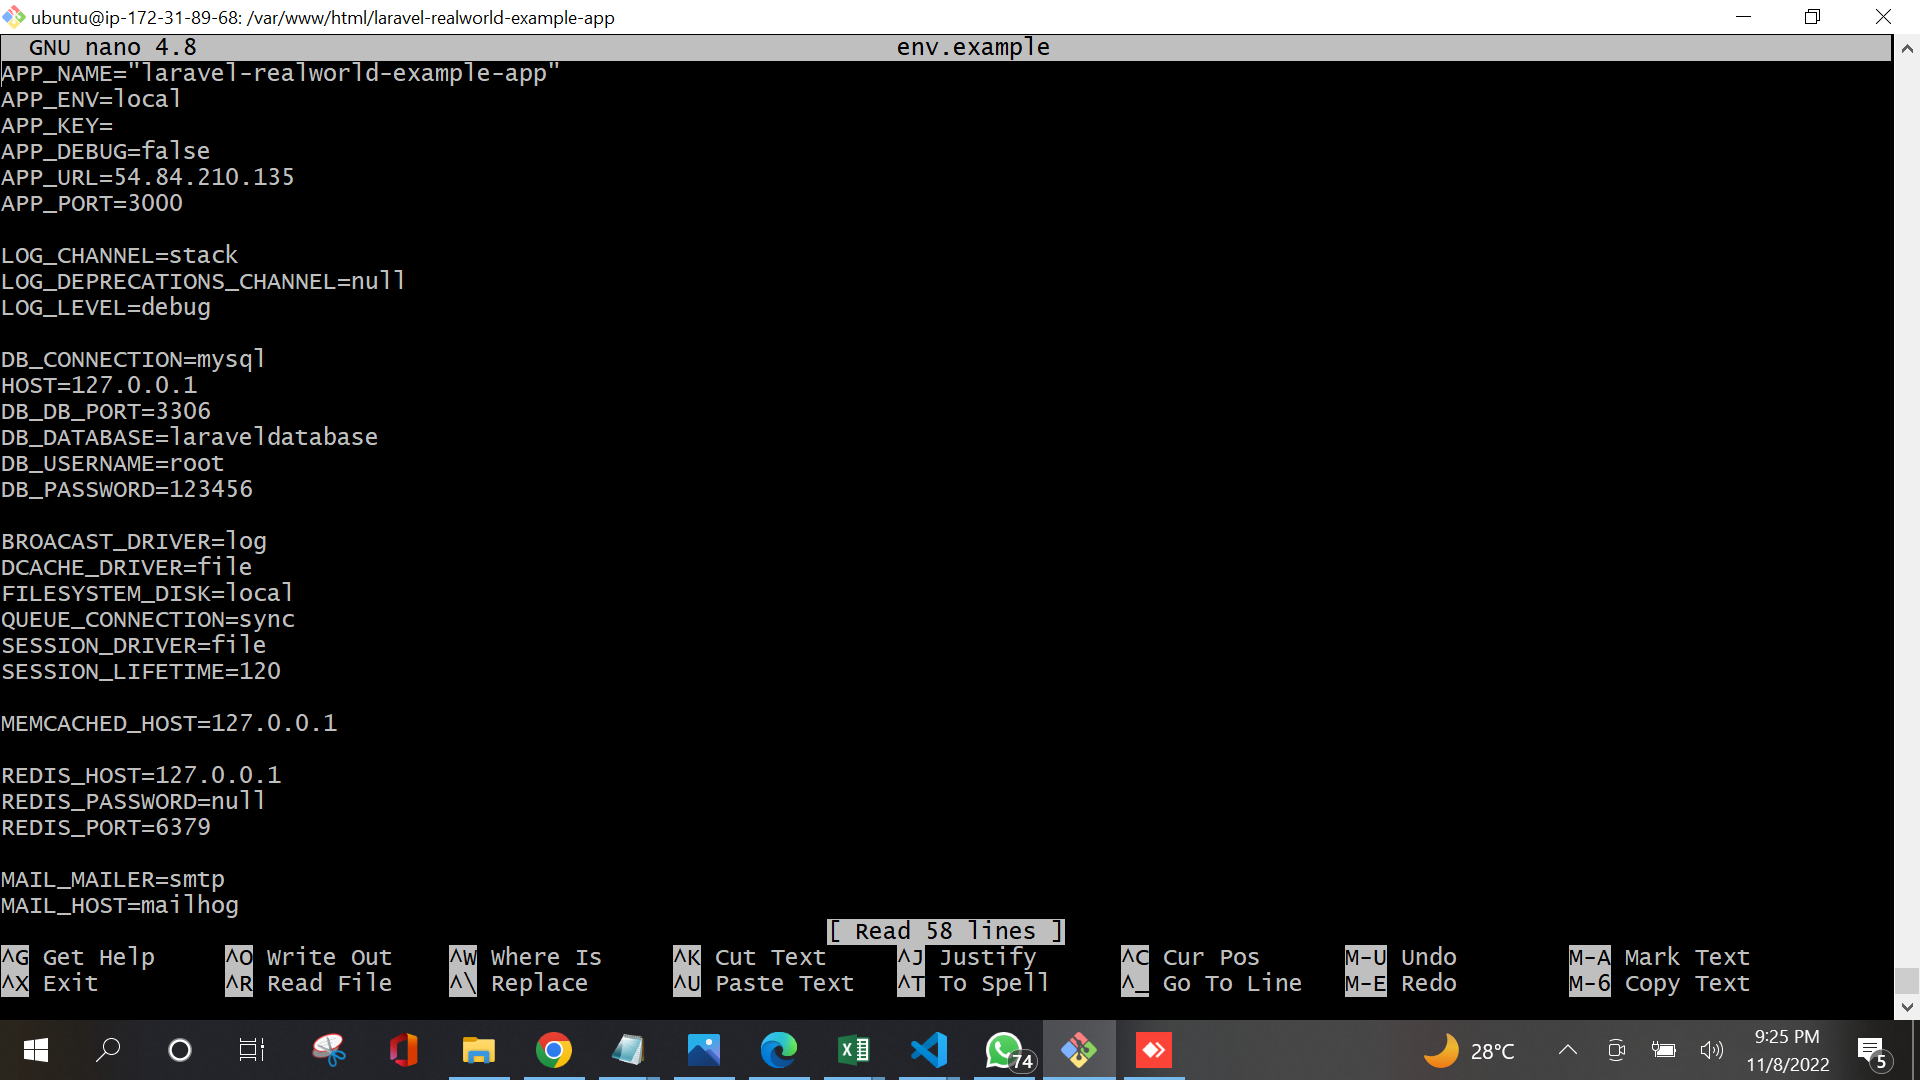 ubuntu@ip-172-31-89-68: /var/www/html/laravel-realworld-example-app
GNU nano 4.8 env.example
APP_NAME="laravel-realworld-example-app"
APP_ENV=local
APP_KEY=
APP_DEBUG=false
APP_URL=54.84.210.135
APP_PORT=3000
LOG_CHANNEL=stack
LOG_DEPRECATIONS_CHANNEL=null
LOG_LEVEL=debug
DB_CONNECTION=mysql
HOST=127.0.0.1
DB_DB_PORT=3306
DB_DATABASE=laraveldatabase
DB_USERNAME=root
DB_PASSWORD=123456
BROACAST_DRIVER=log
DCACHE_DRIVER=file
FILESYSTEM_DISK=local
QUEUE_CONNECTION=sync
SESSION_DRIVER=file
SESSION_LIFETIME=120
MEMCACHED_HOST=127.0.0.1
REDIS_HOST=127.0.0.1
REDIS_PASSWORD=null
REDIS_PORT=6379
MAIL_MAILER=smtp
MAIL_HOST=mailhog
[ Read 58 lines ]
^G Get Help ^O Write Out ^W Where Is ^K Cut Text ^J Justify ^C Cur Pos M-U Undo M-A Mark Text
^X Exit ^R Read File ^\ Replace ^U Paste Text ^T To Spell ^_ Go To Line M-E Redo M-6 Copy Text
74
28°C
9:25 PM
11/8/2022
5